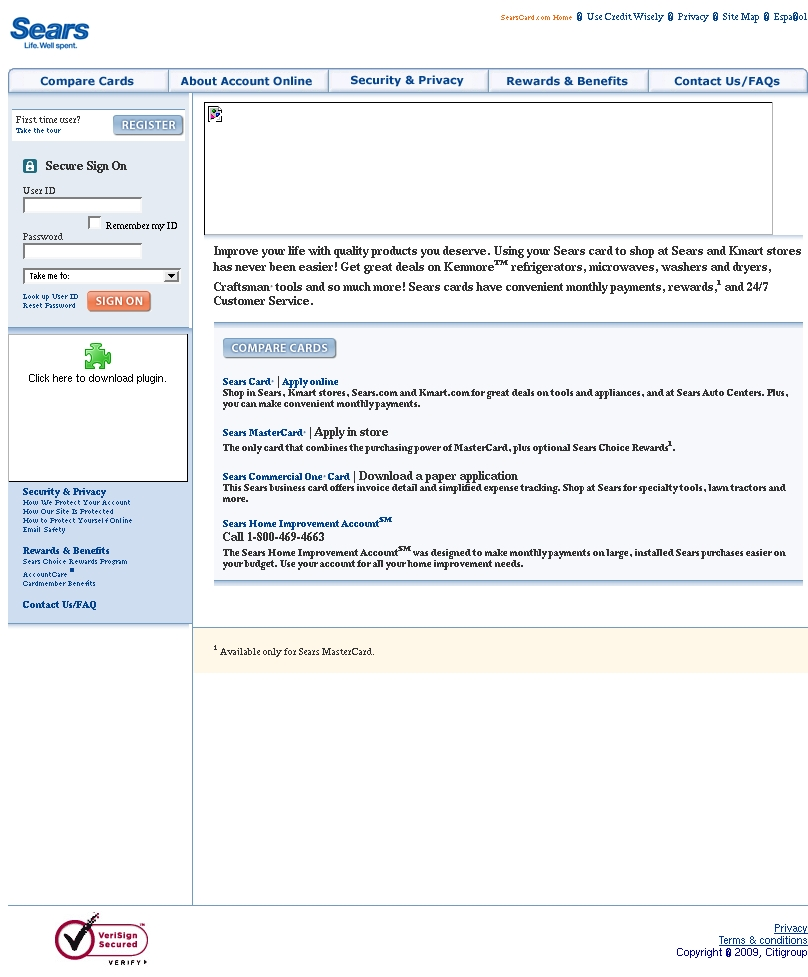 Sears
Life. Well spent.
SearsCard.com Home Use Credit Wisely Privacy Site Map Espa�ol
Compare Cards About Account Online Security & Privacy Rewards & Benefits Contact Us/FAQs
First time user?
Take the tour
REGISTER
Secure Sign On
User ID
Remember my ID
Password
Take me to:
Look up User ID
Reset Password
SIGN ON
Click here to download plugin.
Security & Privacy
How We Protect Your Account
How Our Site Is Protected
How to Protect Yourself Online
Email Safety
Rewards & Benefits
Sears Choice Rewards Program
AccountCare
Cardmember Benefits
Contact Us/FAQ
Improve your life with quality products you deserve. Using your Sears card to shop at Sears and Kmart stores
has never been easier! Get great deals on Kenmore™ refrigerators, microwaves, washers and dryers,
Craftsman® tools and so much more! Sears cards have convenient monthly payments, rewards,¹ and 24/7
Customer Service.
COMPARE CARDS
Sears Card® | Apply online
Shop in Sears, Kmart stores, Sears.com and Kmart.com for great deals on tools and appliances, and at Sears Auto Centers. Plus,
you can make convenient monthly payments.
Sears MasterCard® | Apply in store
The only card that combines the purchasing power of MasterCard, plus optional Sears Choice Rewards¹.
Sears Commercial One® Card | Download a paper application
This Sears business card offers invoice detail and simplified expense tracking. Shop at Sears for specialty tools, lawn tractors and
more.
Sears Home Improvement Account℠
Call 1-800-469-4663
The Sears Home Improvement Account℠ was designed to make monthly payments on large, installed Sears purchases easier on
your budget. Use your account for all your home improvement needs.
¹ Available only for Sears MasterCard.
VeriSign
Secured
VERIFY
Privacy
Terms & conditions
Copyright � 2009, Citigroup